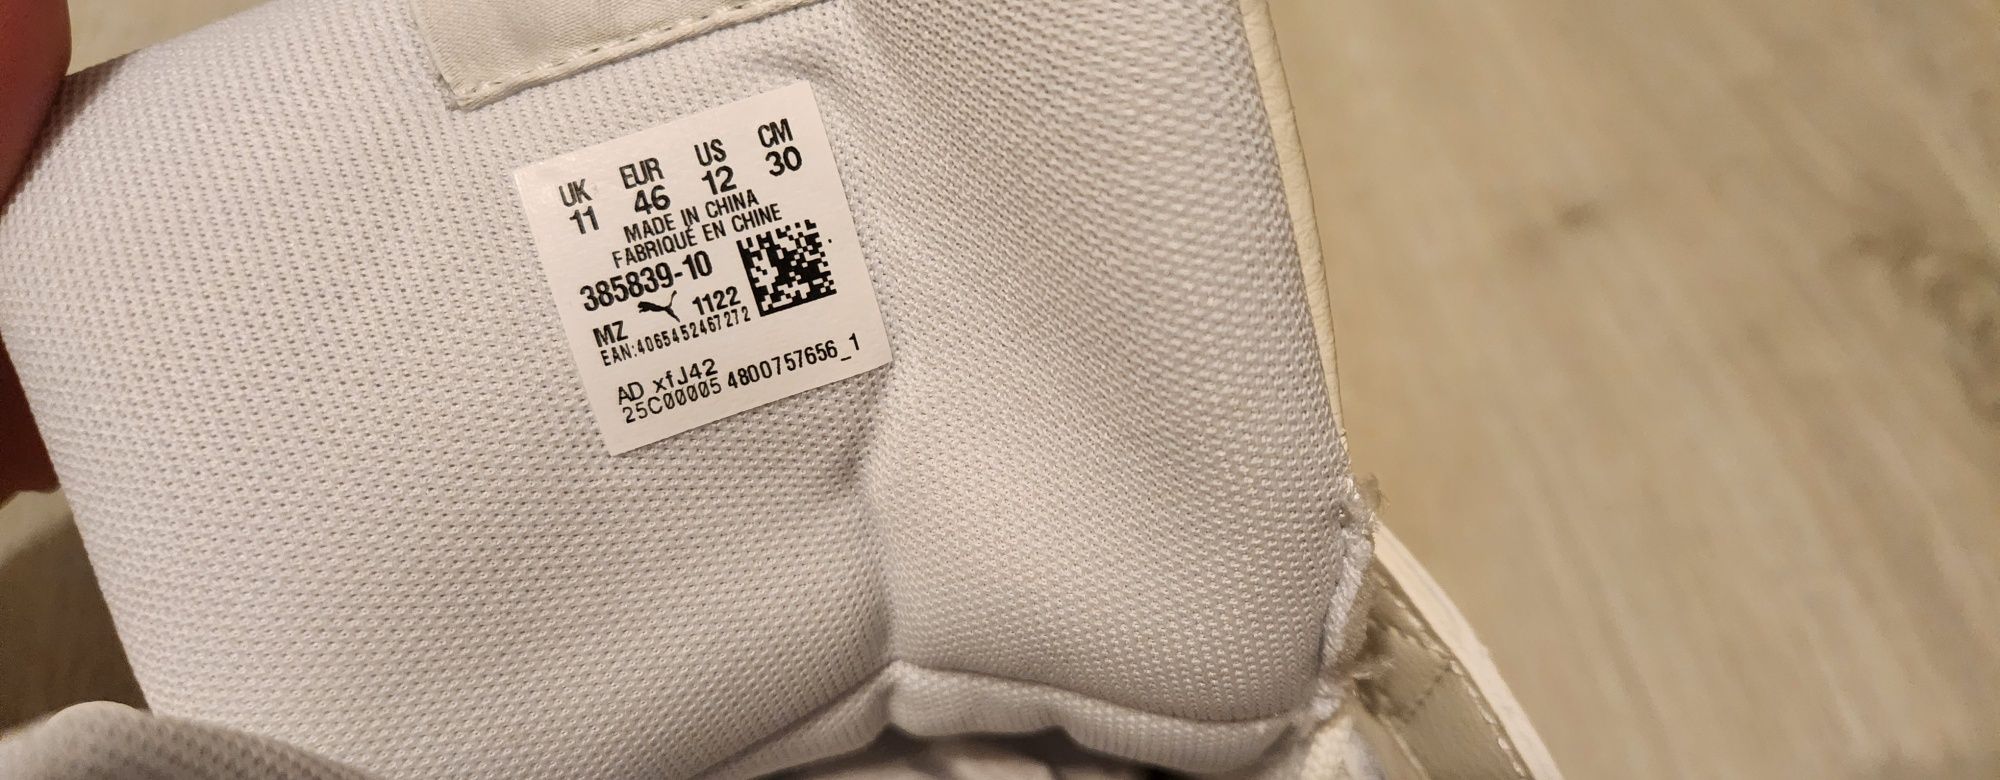 UK EUR US CM
11 46 12 30
MADE IN CHINA
FABRIQUÉ EN CHINE
385839-10
MZ 1122
EAN:4065452467272
AD xfJ42
25C00005 4800757656_1